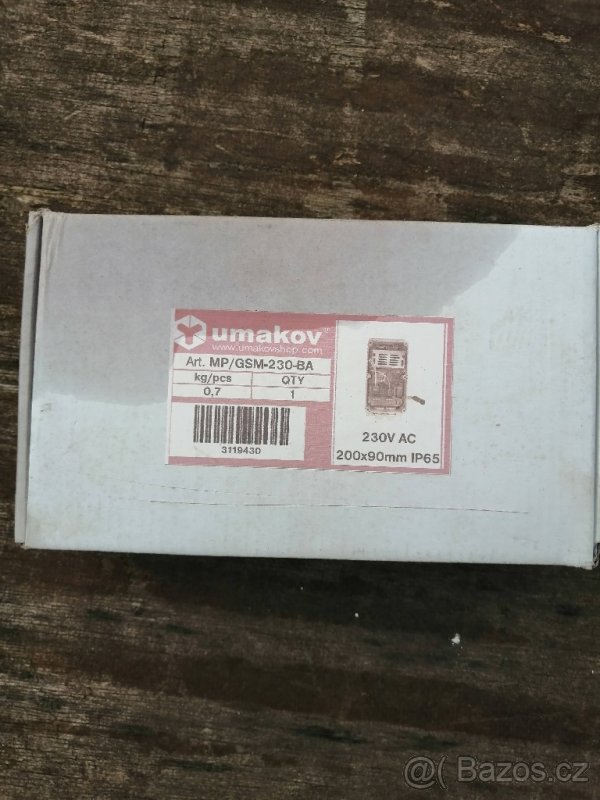 umakov®
www.umakovshop.com
Art. MP/GSM-230-BA
kg/pcs QTY
0,7 1
3119430
230V AC
200x90mm IP65
@( Bazos.cz